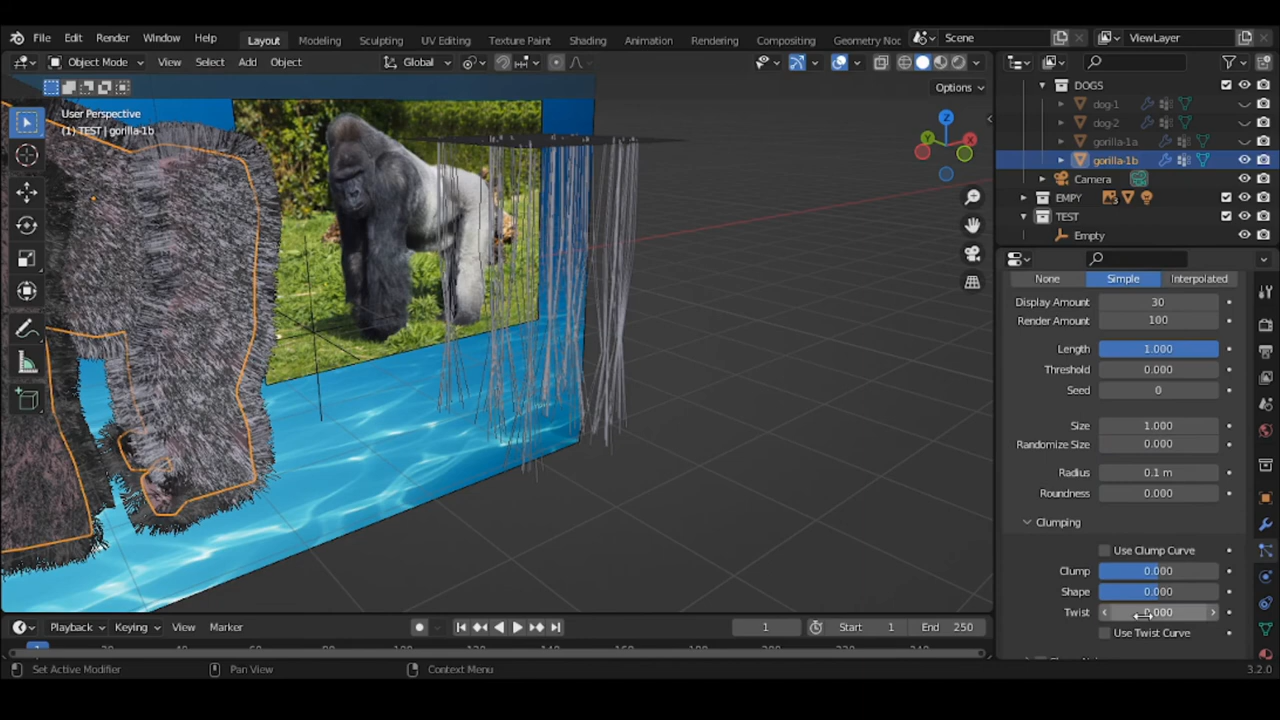 File Edit Render Window Help Layout Modeling Sculpting UV Editing Texture Paint Shading Animation Rendering Compositing Geometry Noc Scene ViewLayer
Object Mode View Select Add Object Global
Options
User Perspective
(1) TEST | gorilla-1b
Z
Y
X
DOGS
dog-1
dog-2
gorilla-1a
gorilla-1b
Camera
EMPY
3
TEST
Empty
None Simple Interpolated
Display Amount 30
Render Amount 100
Length 1.000
Threshold 0.000
Seed 0
Size 1.000
Randomize Size 0.000
Radius 0.1 m
Roundness 0.000
Clumping
Use Clump Curve
Clump 0.000
Shape 0.000
Twist 0.000
Use Twist Curve
Playback Keying View Marker 1 Start 1 End 250
Set Active Modifier Pan View Context Menu 3.2.0